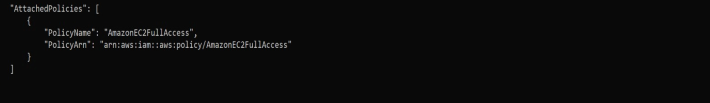 "AttachedPolicies": [
    {
        "PolicyName": "AmazonEC2FullAccess",
        "PolicyArn": "arn:aws:iam::aws:policy/AmazonEC2FullAccess"
    }
]